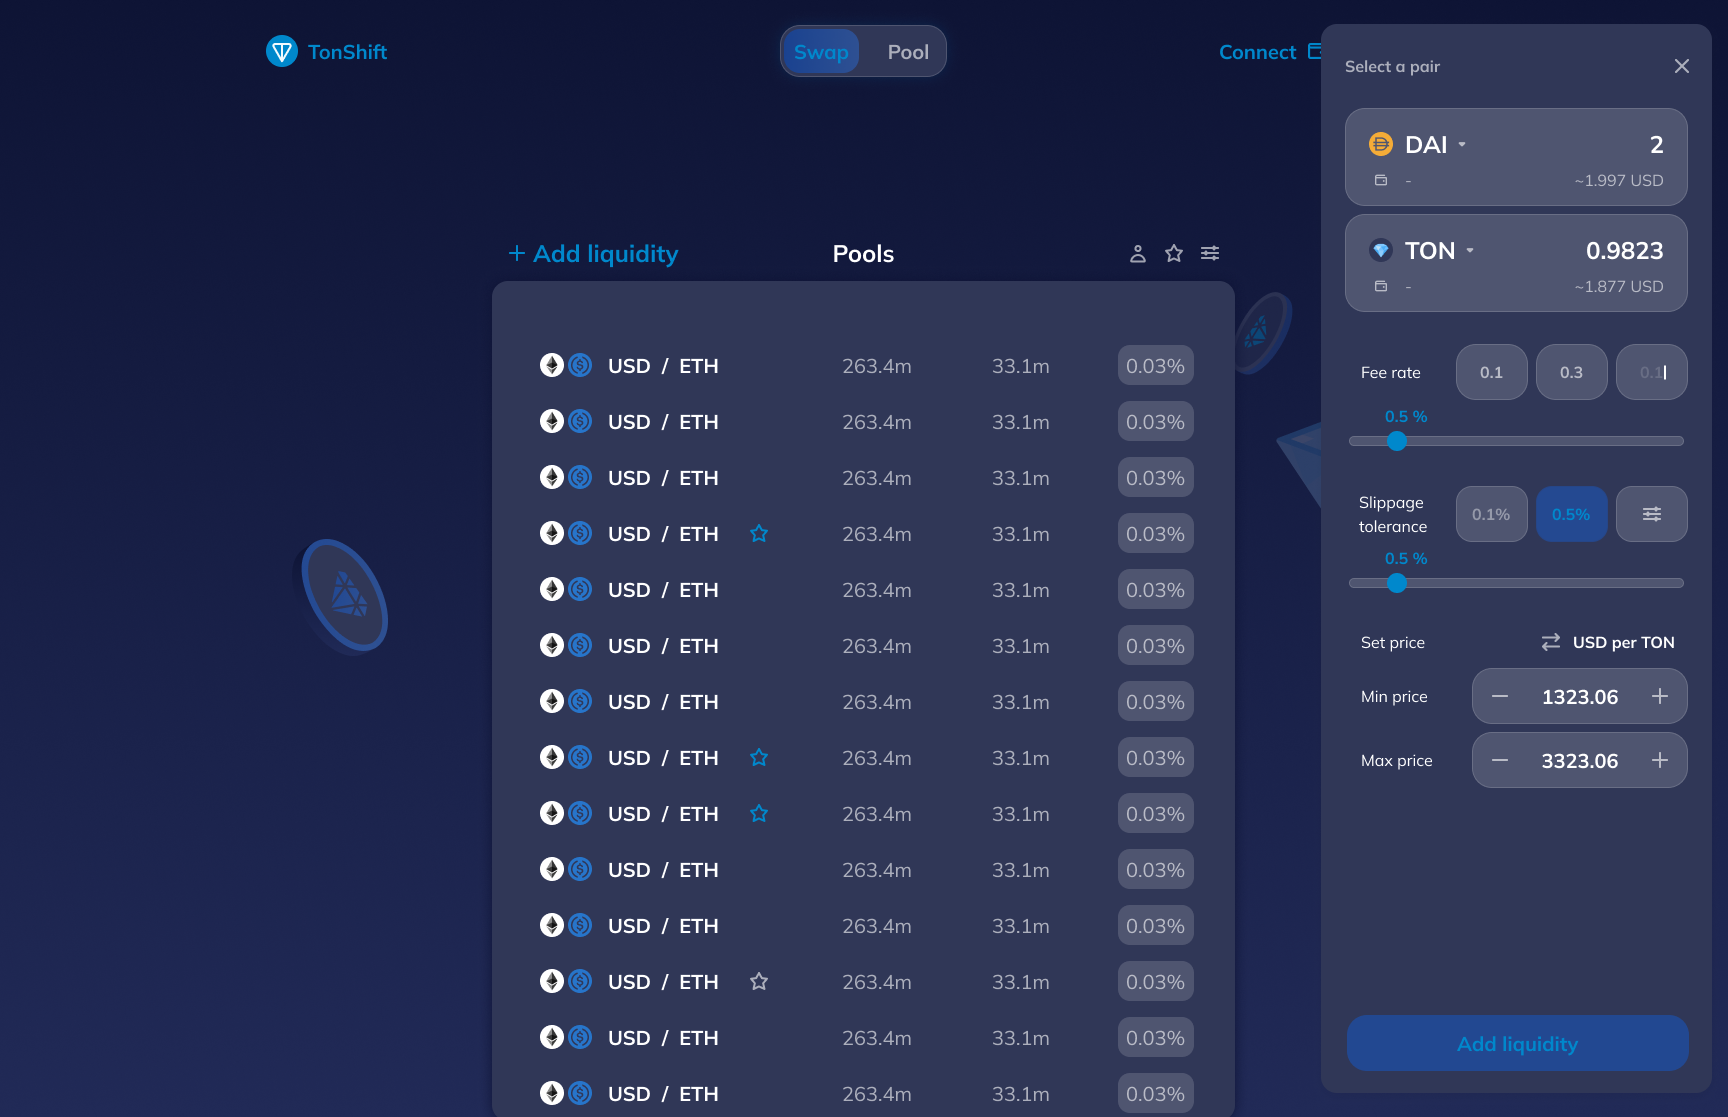 TonShift
Swap Pool
Connect
+ Add liquidity
Pools
USD / ETH 263.4m 33.1m 0.03%
USD / ETH 263.4m 33.1m 0.03%
USD / ETH 263.4m 33.1m 0.03%
USD / ETH 263.4m 33.1m 0.03%
USD / ETH 263.4m 33.1m 0.03%
USD / ETH 263.4m 33.1m 0.03%
USD / ETH 263.4m 33.1m 0.03%
USD / ETH 263.4m 33.1m 0.03%
USD / ETH 263.4m 33.1m 0.03%
USD / ETH 263.4m 33.1m 0.03%
USD / ETH 263.4m 33.1m 0.03%
USD / ETH 263.4m 33.1m 0.03%
USD / ETH 263.4m 33.1m 0.03%
USD / ETH 263.4m 33.1m 0.03%
Select a pair
DAI 2
- ~1.997 USD
TON 0.9823
- ~1.877 USD
Fee rate 0.1 0.3 0.1
0.5 %
Slippage
tolerance 0.1% 0.5%
0.5 %
Set price USD per TON
Min price 1323.06
Max price 3323.06
Add liquidity